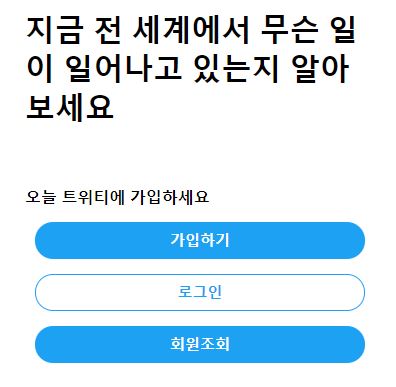 지금 전 세계에서 무슨 일
이 일어나고 있는지 알아
보세요
오늘 트위티에 가입하세요
가입하기
로그인
회원조회